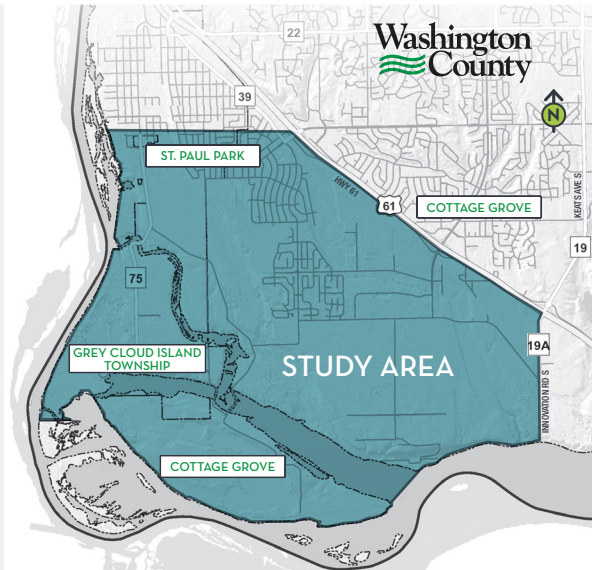 Washington
County
22
39
N
ST. PAUL PARK
HWY 61
61
COTTAGE GROVE
KEATS AVE S
19
75
19A
GREY CLOUD ISLAND
TOWNSHIP
STUDY AREA
INNOVATION RD S
COTTAGE GROVE